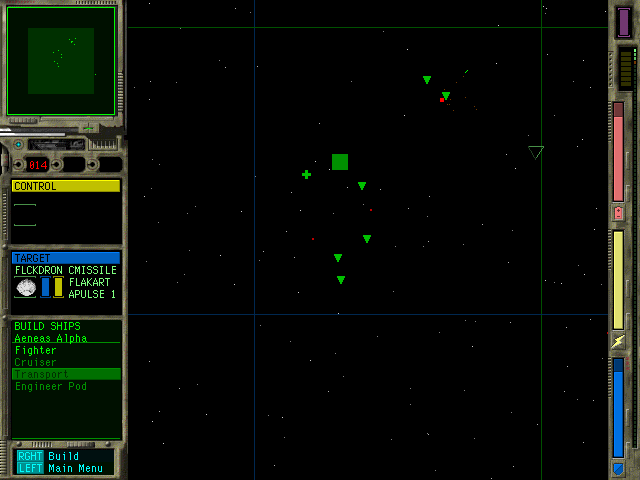 014
CONTROL
TARGET
FLCKDRON CMISSILE
FLAKART
APULSE 1
BUILD SHIPS
Aeneas Alpha
Fighter
Cruiser
Transport
Engineer Pod
RGHT Build
LEFT Main Menu